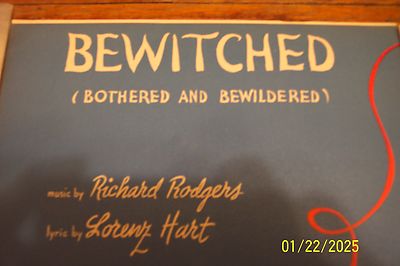 BEWITCHED
(BOTHERED AND BEWILDERED)
music by Richard Rodgers
lyric by Lorenz Hart
01/22/2025